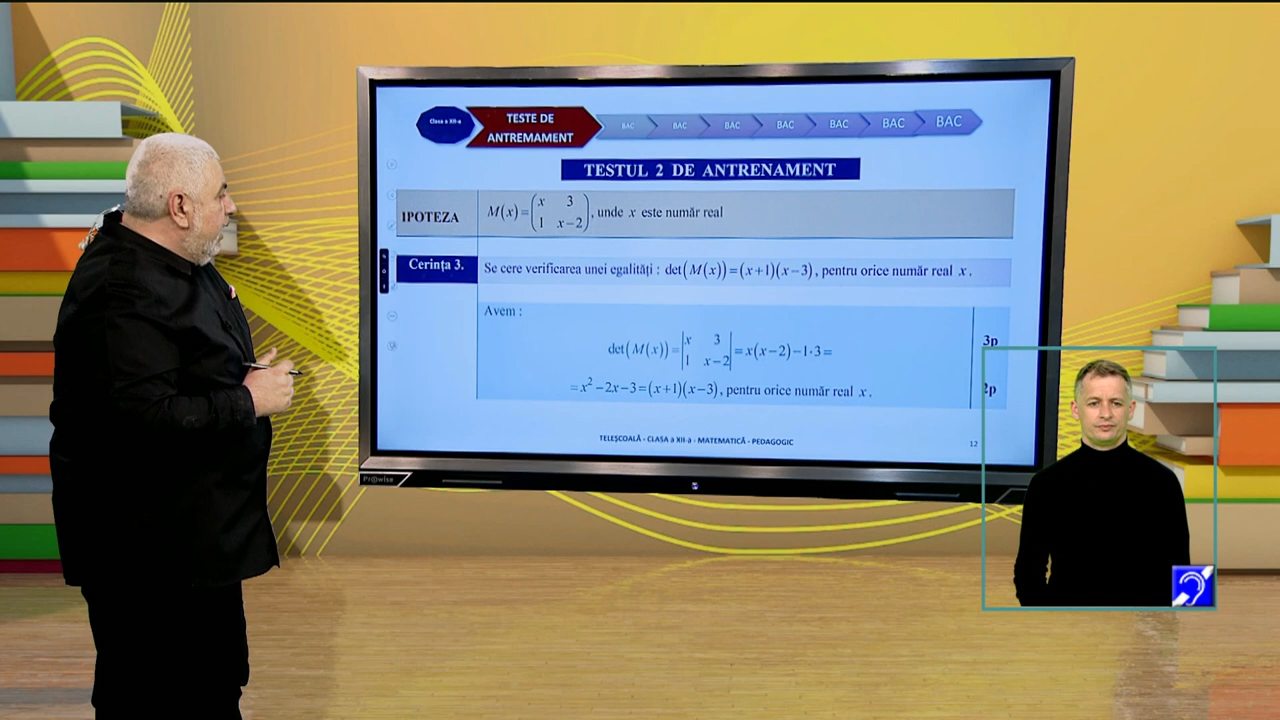 Clasa a XII-a
TESTE DE
ANTREMAMENT
BAC
BAC
BAC
BAC
BAC
BAC
BAC
TESTUL 2 DE ANTRENAMENT
IPOTEZA
M(x)=(x 3
1 x−2), unde x este număr real
Cerința 3.
Se cere verificarea unei egalități : det(M(x))=(x+1)(x−3), pentru orice număr real x.
Avem :
det(M(x))=|x 3
1 x−2|=x(x−2)−1·3=
3p
=x²−2x−3=(x+1)(x−3), pentru orice număr real x.
2p
TELEȘCOALĂ - CLASA a XII-a - MATEMATICĂ - PEDAGOGIC
12
Prowise